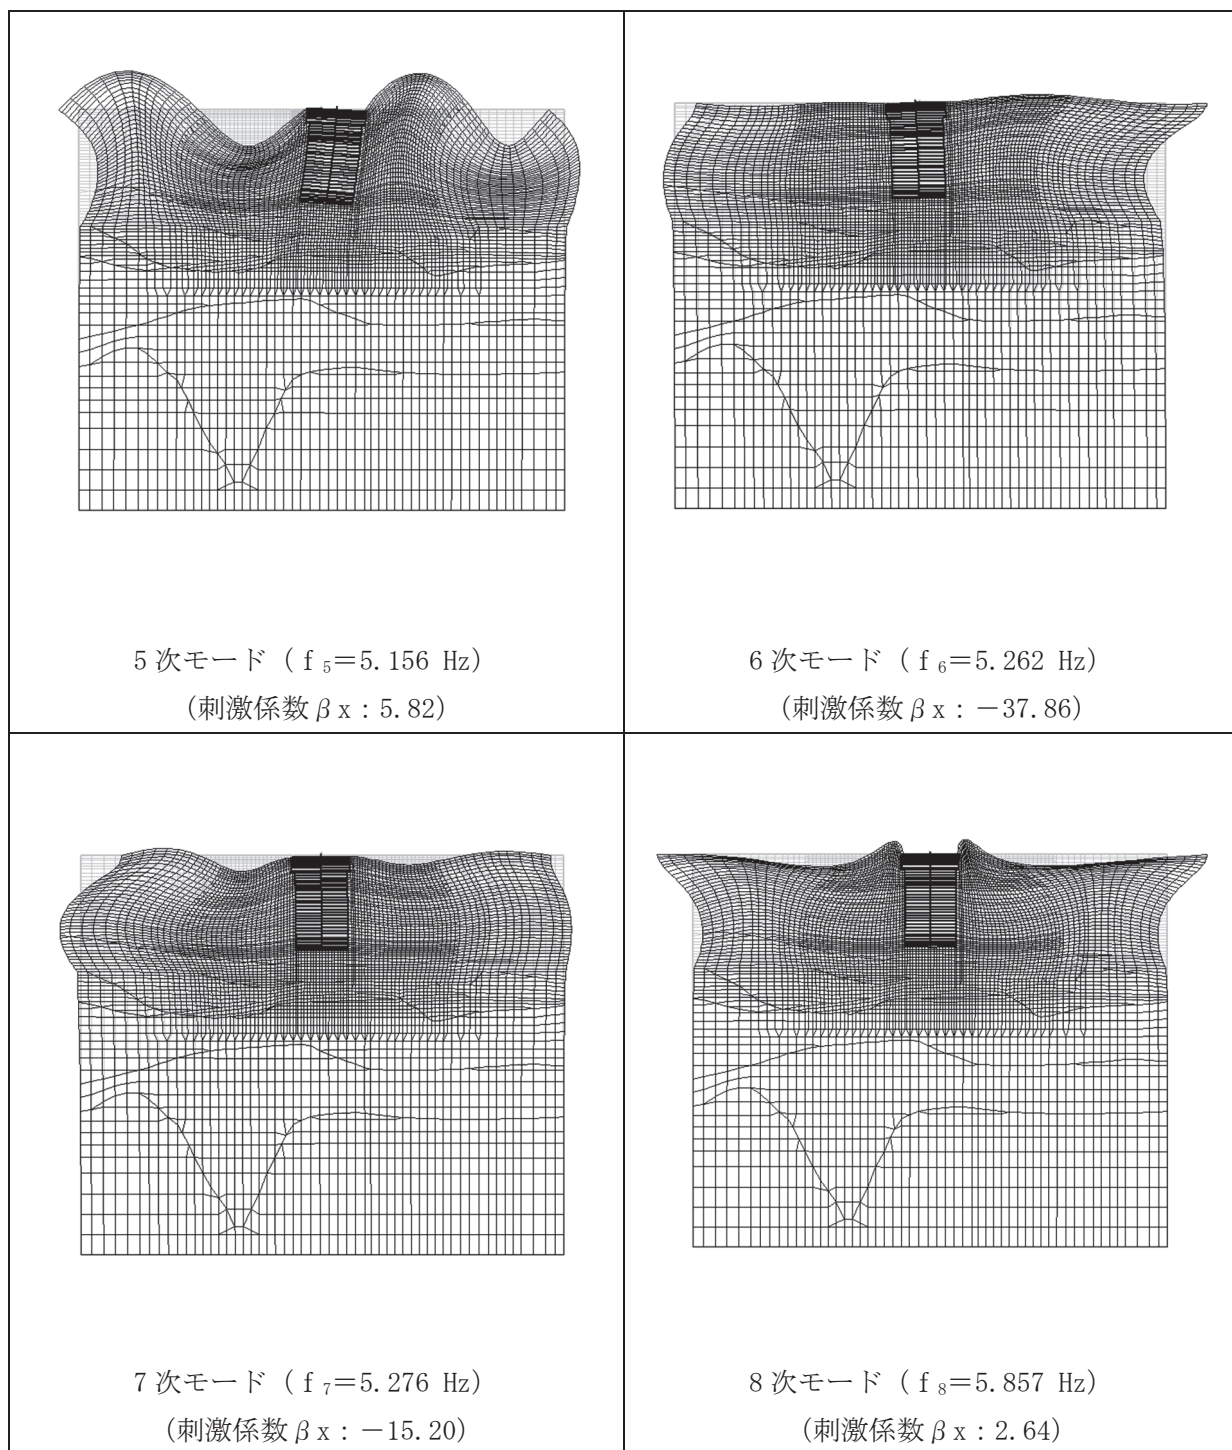 5次モード（f₅＝5.156 Hz）
（刺激係数βx：5.82）
6次モード（f₆＝5.262 Hz）
（刺激係数βx：－37.86）
7次モード（f₇＝5.276 Hz）
（刺激係数βx：－15.20）
8次モード（f₈＝5.857 Hz）
（刺激係数βx：2.64）